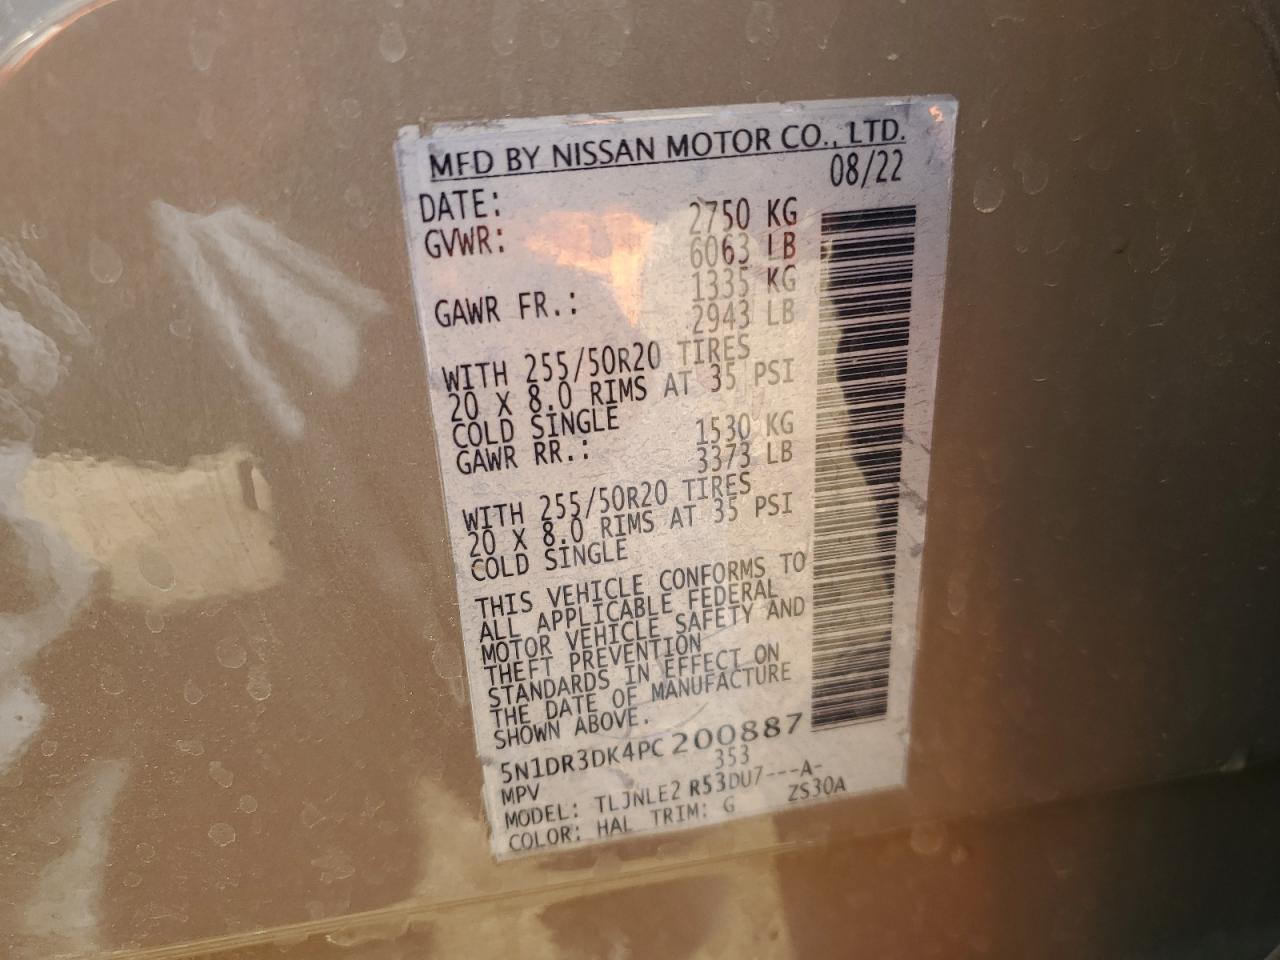 MFD BY NISSAN MOTOR CO., LTD.
DATE: 08/22
GVWR: 2750 KG
6063 LB
GAWR FR.: 1335 KG
2943 LB
WITH 255/50R20 TIRES
20 X 8.0 RIMS AT 35 PSI
COLD SINGLE
GAWR RR.: 1530 KG
3373 LB
WITH 255/50R20 TIRES
20 X 8.0 RIMS AT 35 PSI
COLD SINGLE
THIS VEHICLE CONFORMS TO
ALL APPLICABLE FEDERAL
MOTOR VEHICLE SAFETY AND
THEFT PREVENTION
STANDARDS IN EFFECT ON
THE DATE OF MANUFACTURE
SHOWN ABOVE.
5N1DR3DK4PC200887
MPV 353
MODEL: TLJNLE2 R53DU7---A-
COLOR: HAL TRIM: G ZS30A